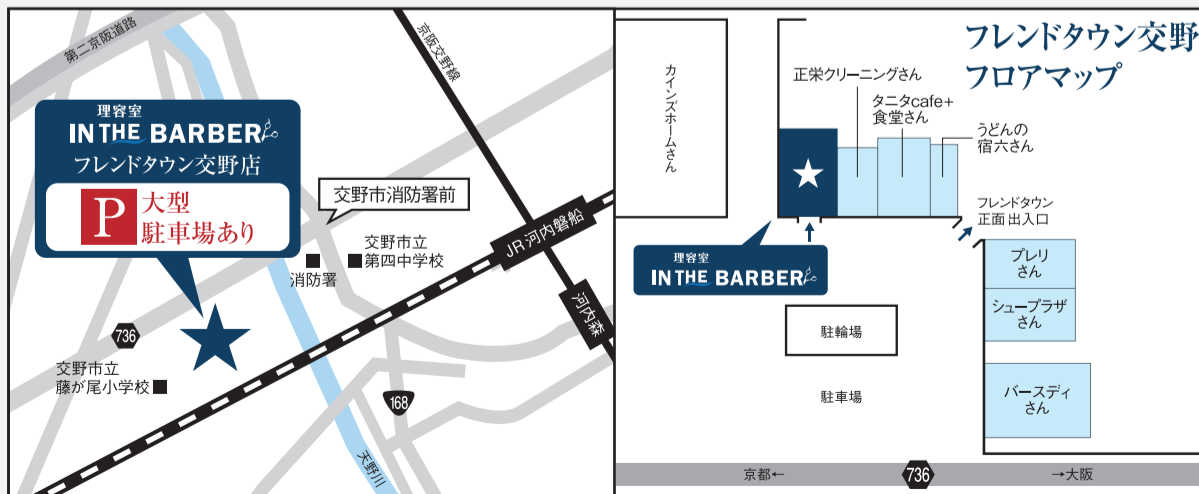 第二京阪道路
京阪交野線
理容室
IN THE BARBER
フレンドタウン交野店
P
大型
駐車場あり
交野市消防署前
JR 河内磐船
交野市立
第四中学校
消防署
河内森
736
交野市立
藤が尾小学校
168
天野川
フレンドタウン交野
フロアマップ
カインズホームさん
正栄クリーニングさん
タニタcafe+
食堂さん
うどんの
宿六さん
フレンドタウン
正面出入口
理容室
IN THE BARBER
プレリ
さん
シュープラザ
さん
駐輪場
バースディ
さん
駐車場
京都←
736
→大阪